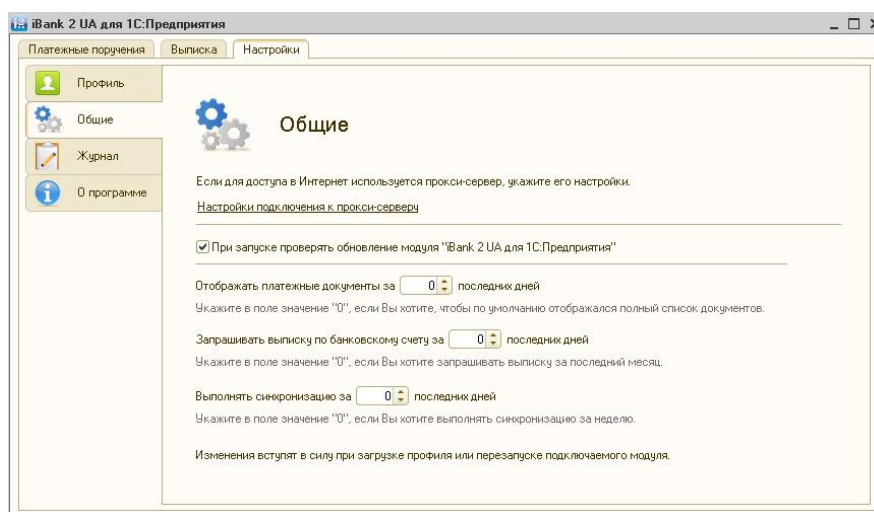 iBank 2 UA для 1С:Предприятия
Платежные поручения Выписка Настройки
Профиль
Общие
Журнал
О программе
Общие
Если для доступа в Интернет используется прокси-сервер, укажите его настройки.
Настройки подключения к прокси-серверу
При запуске проверять обновление модуля "iBank 2 UA для 1С:Предприятия"
Отображать платежные документы за 0 последних дней
Укажите в поле значение "0", если Вы хотите, чтобы по умолчанию отображался полный список документов.
Запрашивать выписку по банковскому счету за 0 последних дней
Укажите в поле значение "0", если Вы хотите запрашивать выписку за последний месяц.
Выполнять синхронизацию за 0 последних дней
Укажите в поле значение "0", если Вы хотите выполнять синхронизацию за неделю.
Изменения вступят в силу при загрузке профиля или перезапуске подключаемого модуля.